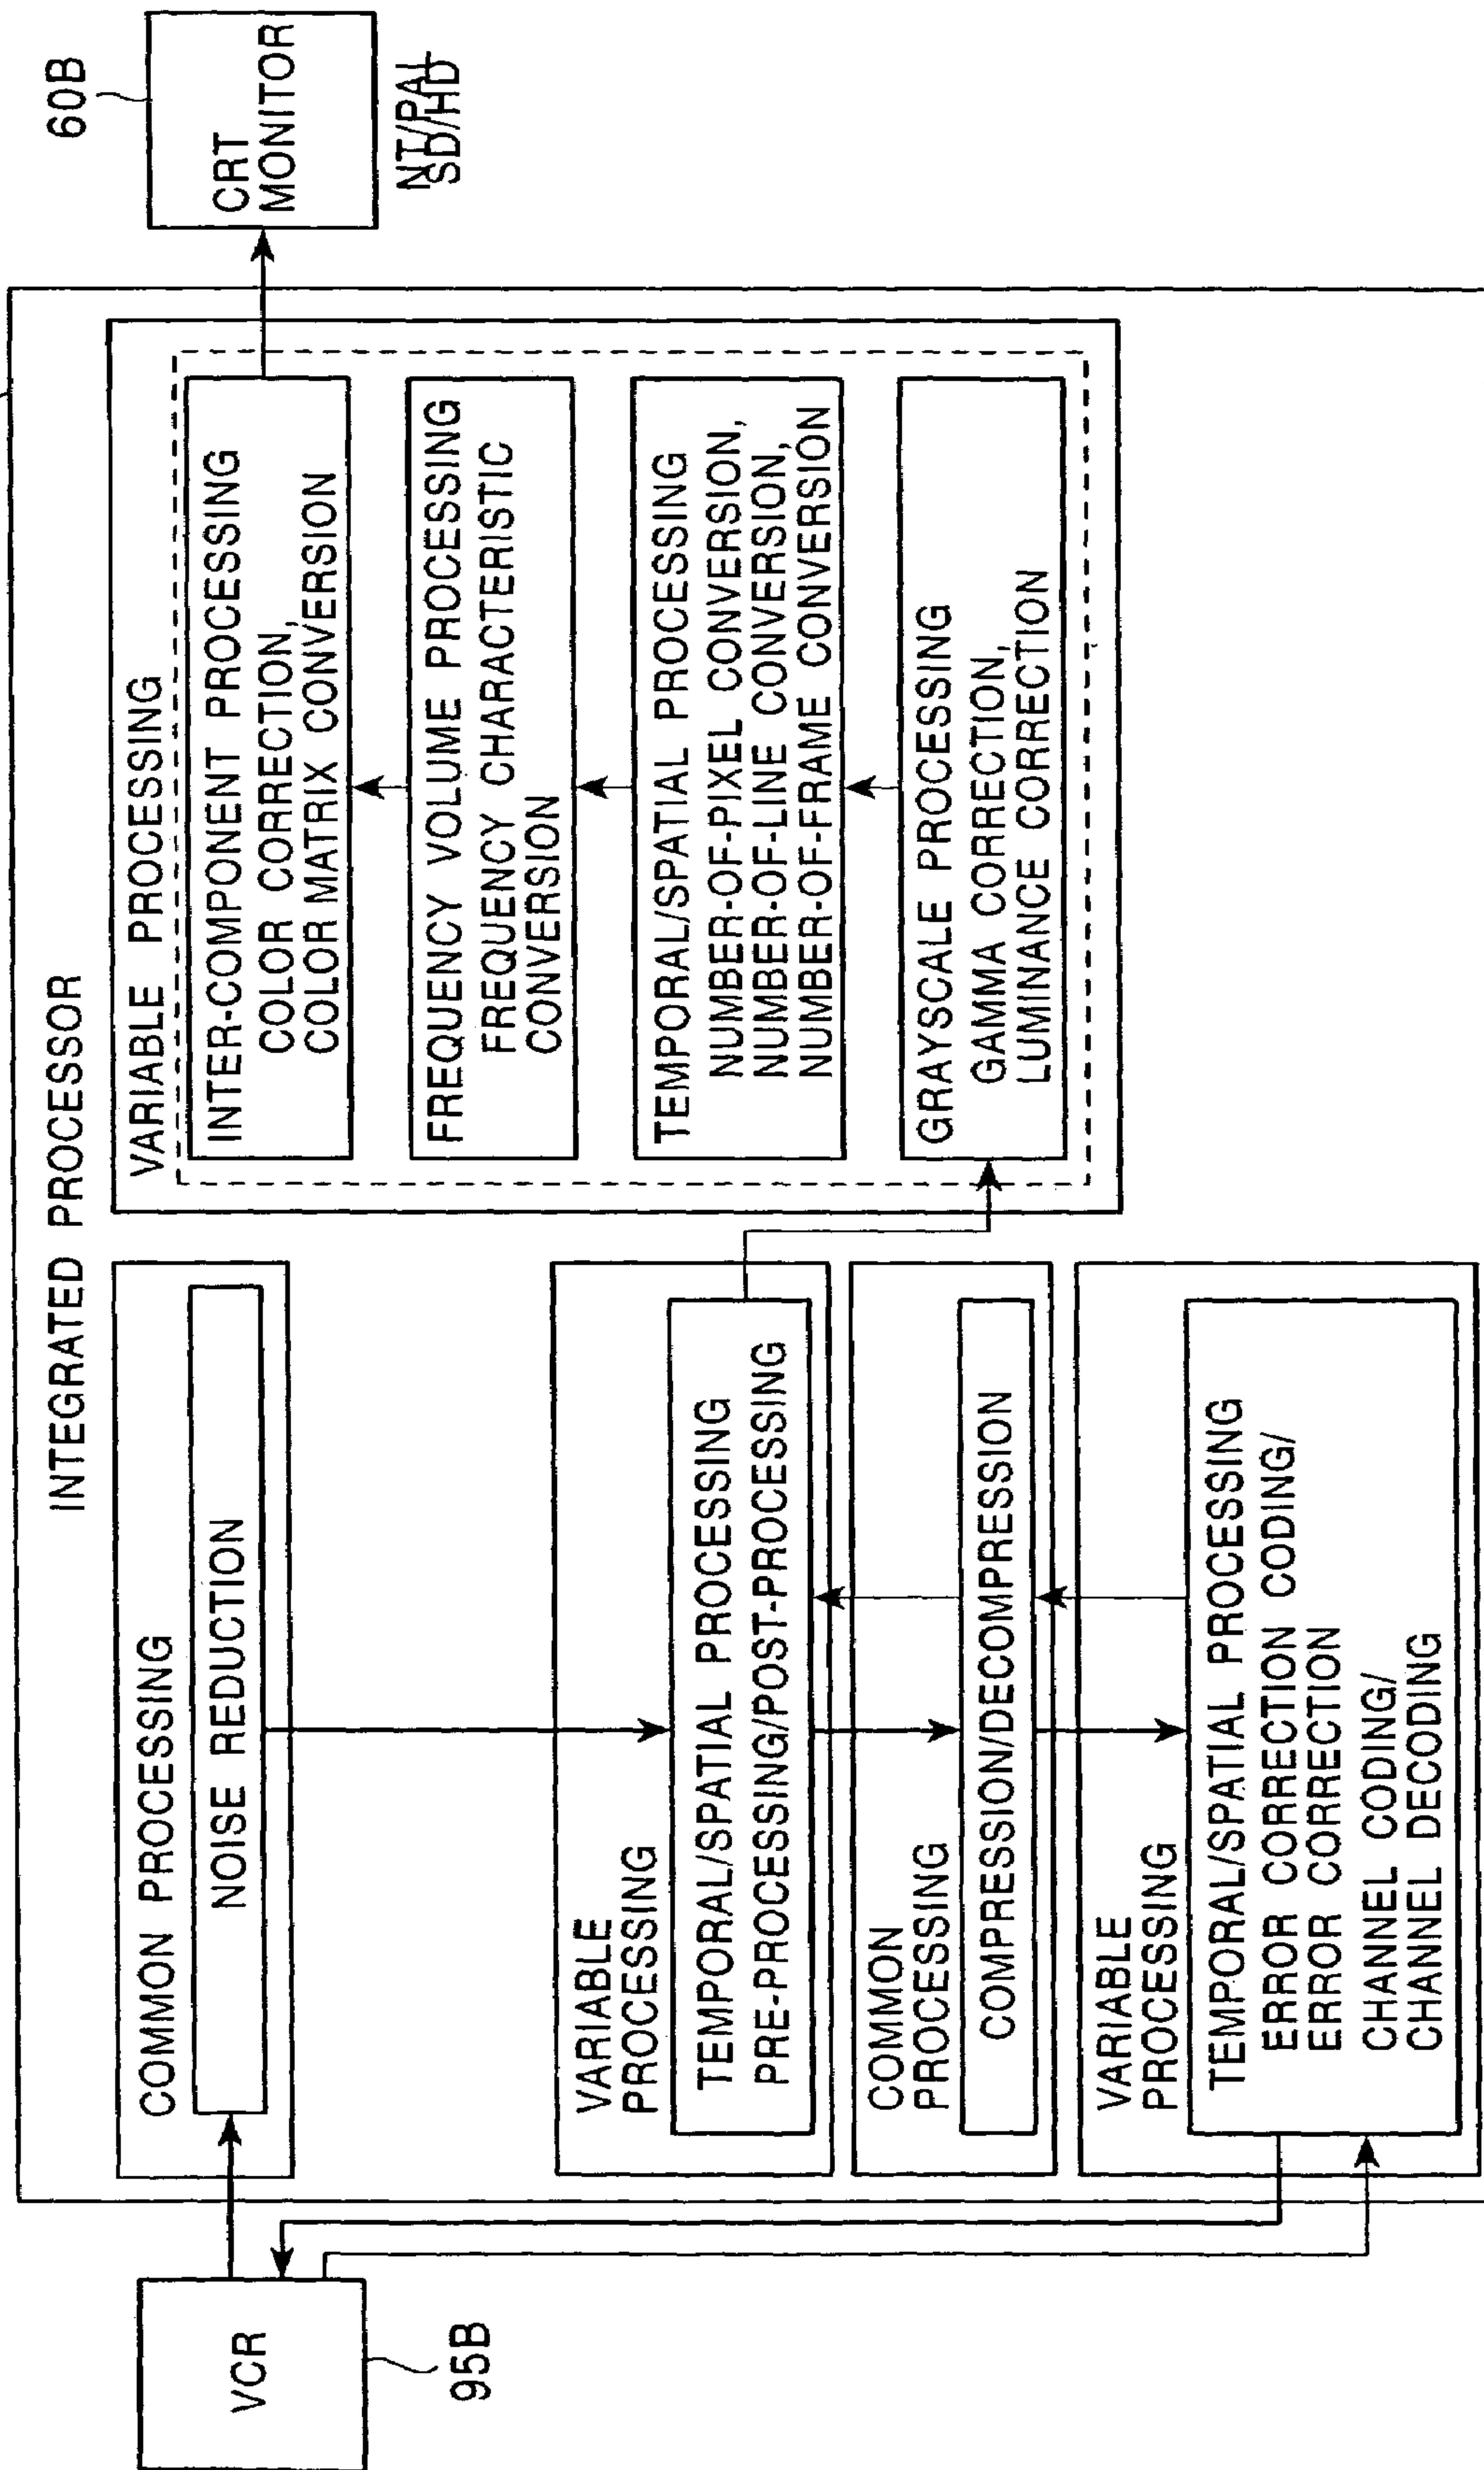 INTEGRATED PROCESSOR
VCR
95B
COMMON PROCESSING
NOISE REDUCTION
VARIABLE
PROCESSING
TEMPORAL/SPATIAL PROCESSING
PRE-PROCESSING/POST-PROCESSING
COMMON
PROCESSING
COMPRESSION/DECOMPRESSION
VARIABLE
PROCESSING
TEMPORAL/SPATIAL PROCESSING
ERROR CORRECTION CODING/
ERROR CORRECTION
CHANNEL CODING/
CHANNEL DECODING
VARIABLE PROCESSING
INTER-COMPONENT PROCESSING
COLOR CORRECTION,
COLOR MATRIX CONVERSION
FREQUENCY VOLUME PROCESSING
FREQUENCY CHARACTERISTIC
CONVERSION
TEMPORAL/SPATIAL PROCESSING
NUMBER-OF-PIXEL CONVERSION,
NUMBER-OF-LINE CONVERSION,
NUMBER-OF-FRAME CONVERSION
GRAYSCALE PROCESSING
GAMMA CORRECTION,
LUMINANCE CORRECTION
60B
CRT
MONITOR
NT/PAL
SD/HD